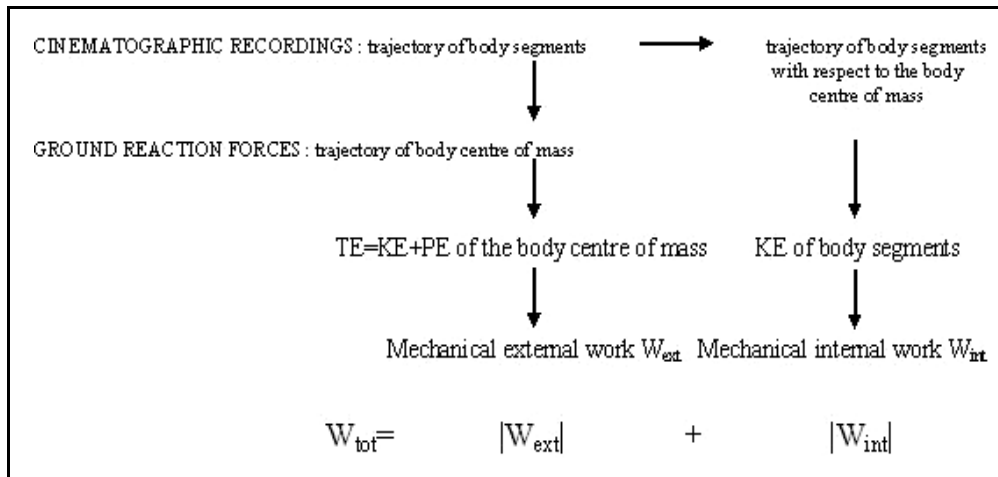 CINEMATOGRAPHIC RECORDINGS : trajectory of body segments
trajectory of body segments
with respect to the body
centre of mass
GROUND REACTION FORCES : trajectory of body centre of mass
TE=KE+PE of the body centre of mass
KE of body segments
Mechanical external work Wext
Mechanical internal work Wint
Wtot= |Wext| + |Wint|